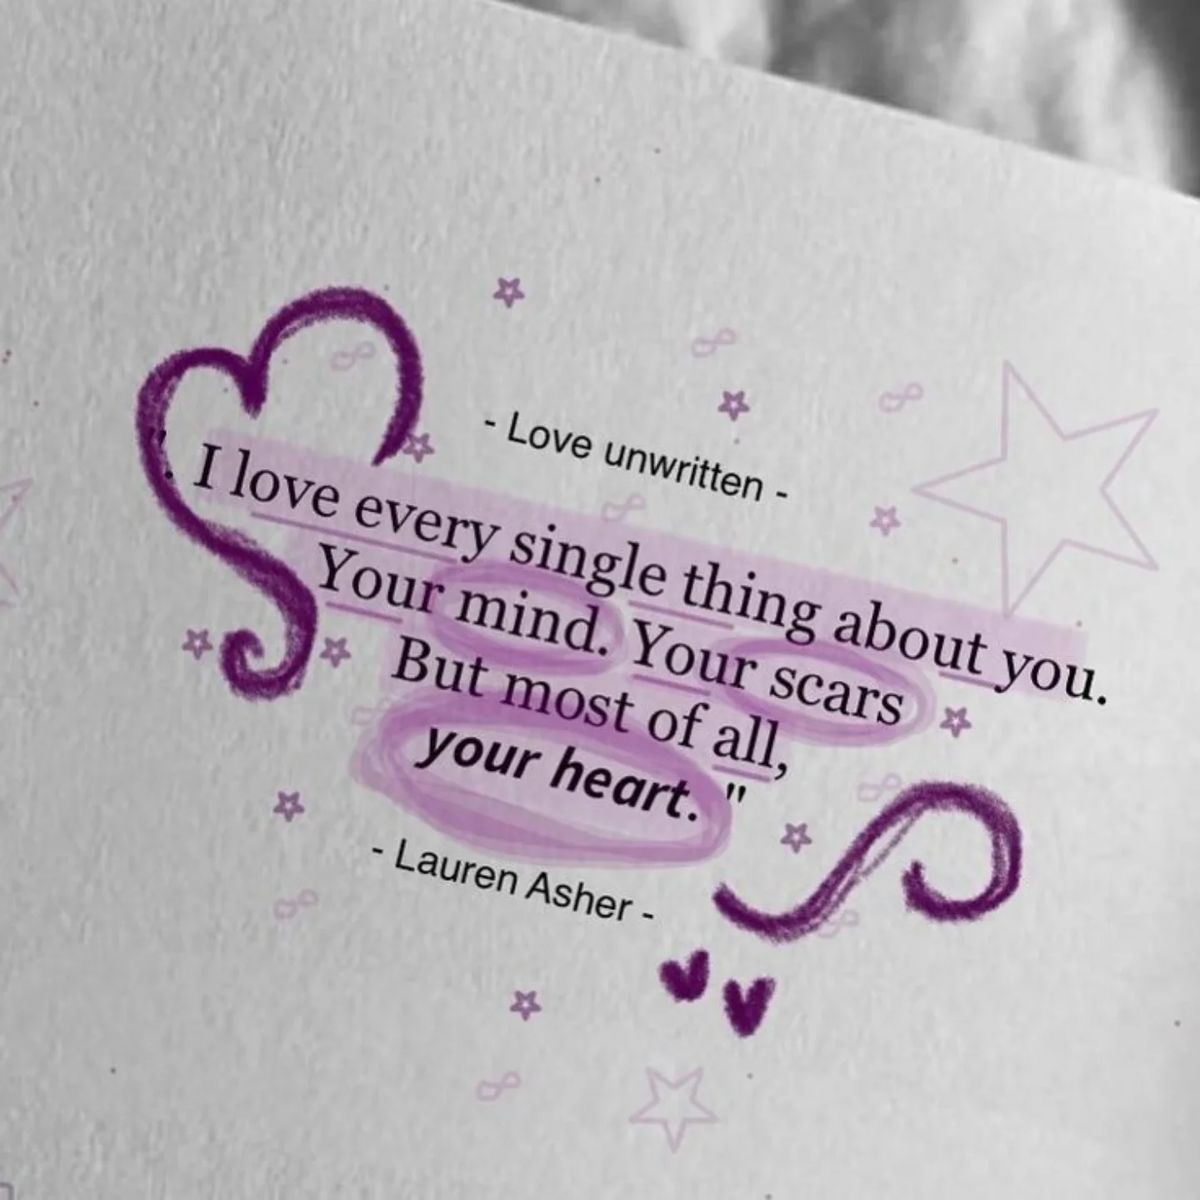 - Love unwritten -
". I love every single thing about you.
Your mind. Your scars
But most of all,
your heart. "
- Lauren Asher -